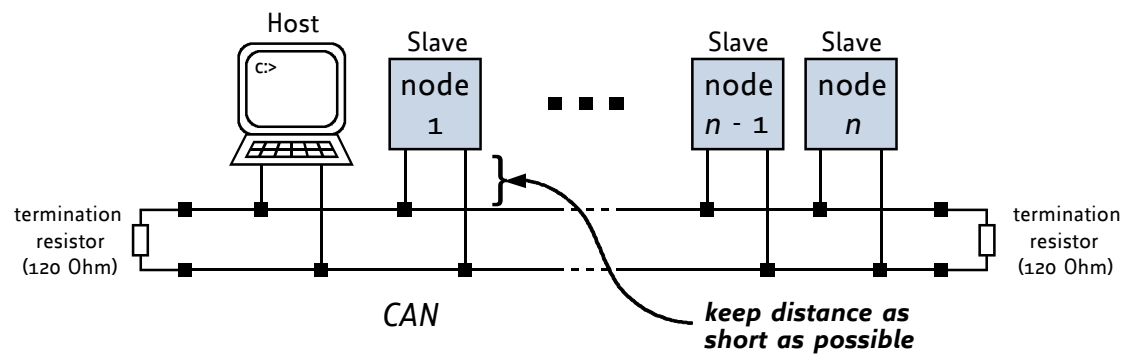 Host
c:>
Slave
node
1
Slave
node
n - 1
Slave
node
n
termination
resistor
(120 Ohm)
termination
resistor
(120 Ohm)
CAN
keep distance as
short as possible